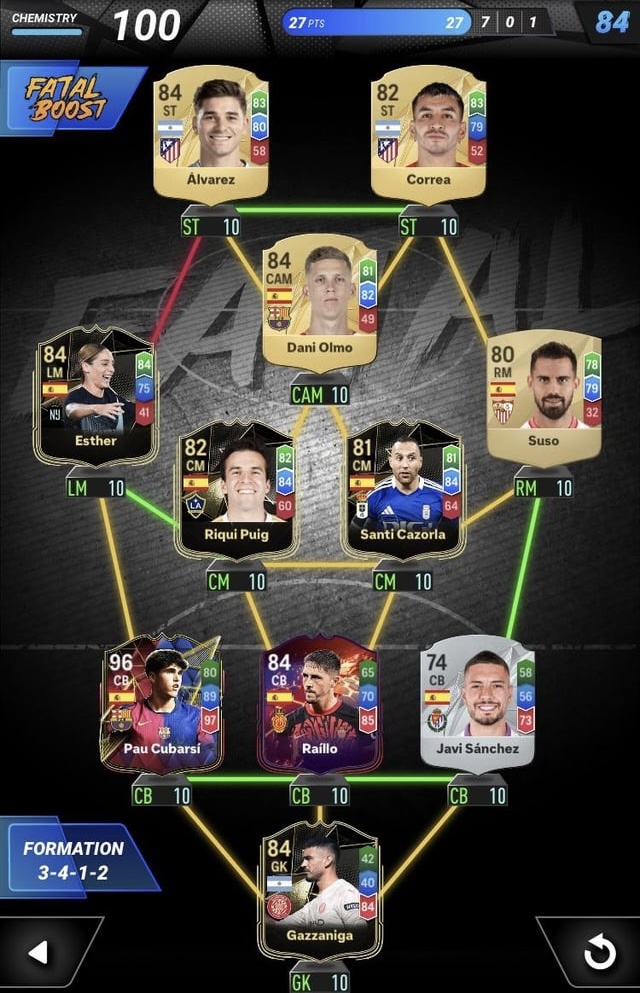 CHEMISTRY 100 27 PTS 27 7 0 1 84
FATAL
BOOST
84 ST 83 80 58
Álvarez
ST 10
82 ST 83 79 52
Correa
ST 10
84 CAM 81 82 49
Dani Olmo
CAM 10
84 LM NJ 84 75 41
Esther
LM 10
80 RM 78 79 32
Suso
RM 10
82 CM LA 82 84 60
Riqui Puig
CM 10
81 CM 81 84 64
Santi Cazorla
CM 10
96 CB 80 89 97
Pau Cubarsí
CB 10
84 CB 65 70 85
Raíllo
CB 10
74 CB 58 56 73
Javi Sánchez
CB 10
FORMATION
3-4-1-2
84 GK 42 40 84
Gazzaniga
GK 10